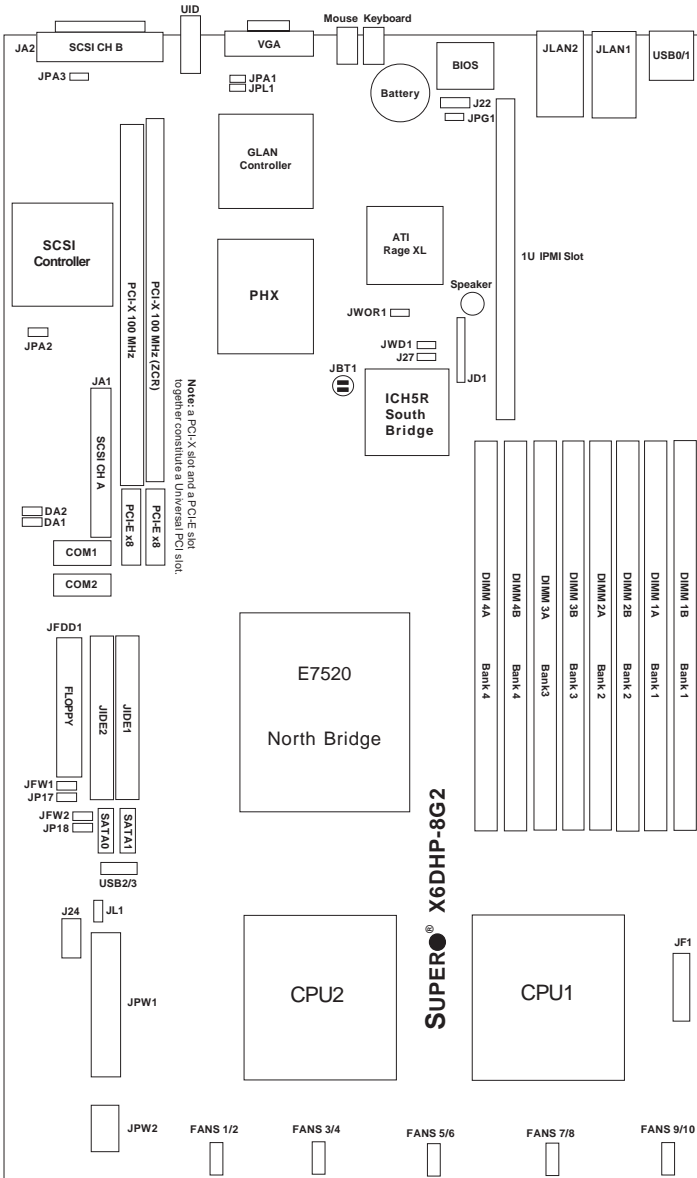 UID
Mouse Keyboard
JA2
SCSI CH B
VGA
JLAN2
JLAN1
USB0/1
BIOS
JPA3
JPA1
JPL1
Battery
J22
JPG1
GLAN
Controller
SCSI
Controller
PCI-X 100 MHz
PCI-X 100 MHz (ZCR)
PHX
ATI
Rage XL
1U IPMI Slot
Speaker
JWOR1
JPA2
JWD1
J27
JD1
JBT1
JA1
SCSI CH A
ICH5R
South
Bridge
Note: a PCI-X slot and a PCI-E slot
together constitute a Universal PCI slot.
DA2
DA1
PCI-E x8
PCI-E x8
COM1
COM2
DIMM 4A Bank 4
DIMM 4B Bank 4
DIMM 3A Bank3
DIMM 3B Bank 3
DIMM 2A Bank 2
DIMM 2B Bank 2
DIMM 1A Bank 1
DIMM 1B Bank 1
JFDD1
FLOPPY
JIDE2
JIDE1
E7520
North Bridge
JFW1
JP17
JFW2
JP18
SATA0
SATA1
USB2/3
SUPER® X6DHP-8G2
J24
JL1
JPW1
CPU2
CPU1
JF1
JPW2
FANS 1/2
FANS 3/4
FANS 5/6
FANS 7/8
FANS 9/10